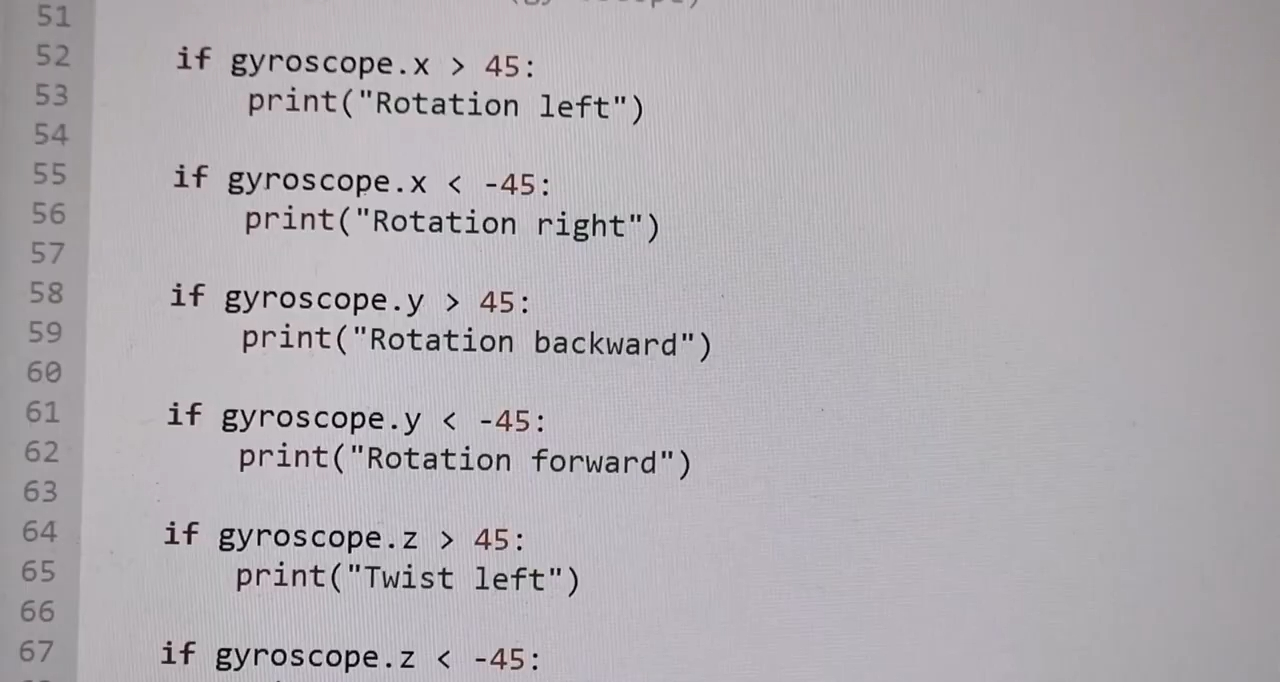 51
52 if gyroscope.x > 45:
53 print("Rotation left")
54
55 if gyroscope.x < -45:
56 print("Rotation right")
57
58 if gyroscope.y > 45:
59 print("Rotation backward")
60
61 if gyroscope.y < -45:
62 print("Rotation forward")
63
64 if gyroscope.z > 45:
65 print("Twist left")
66
67 if gyroscope.z < -45: